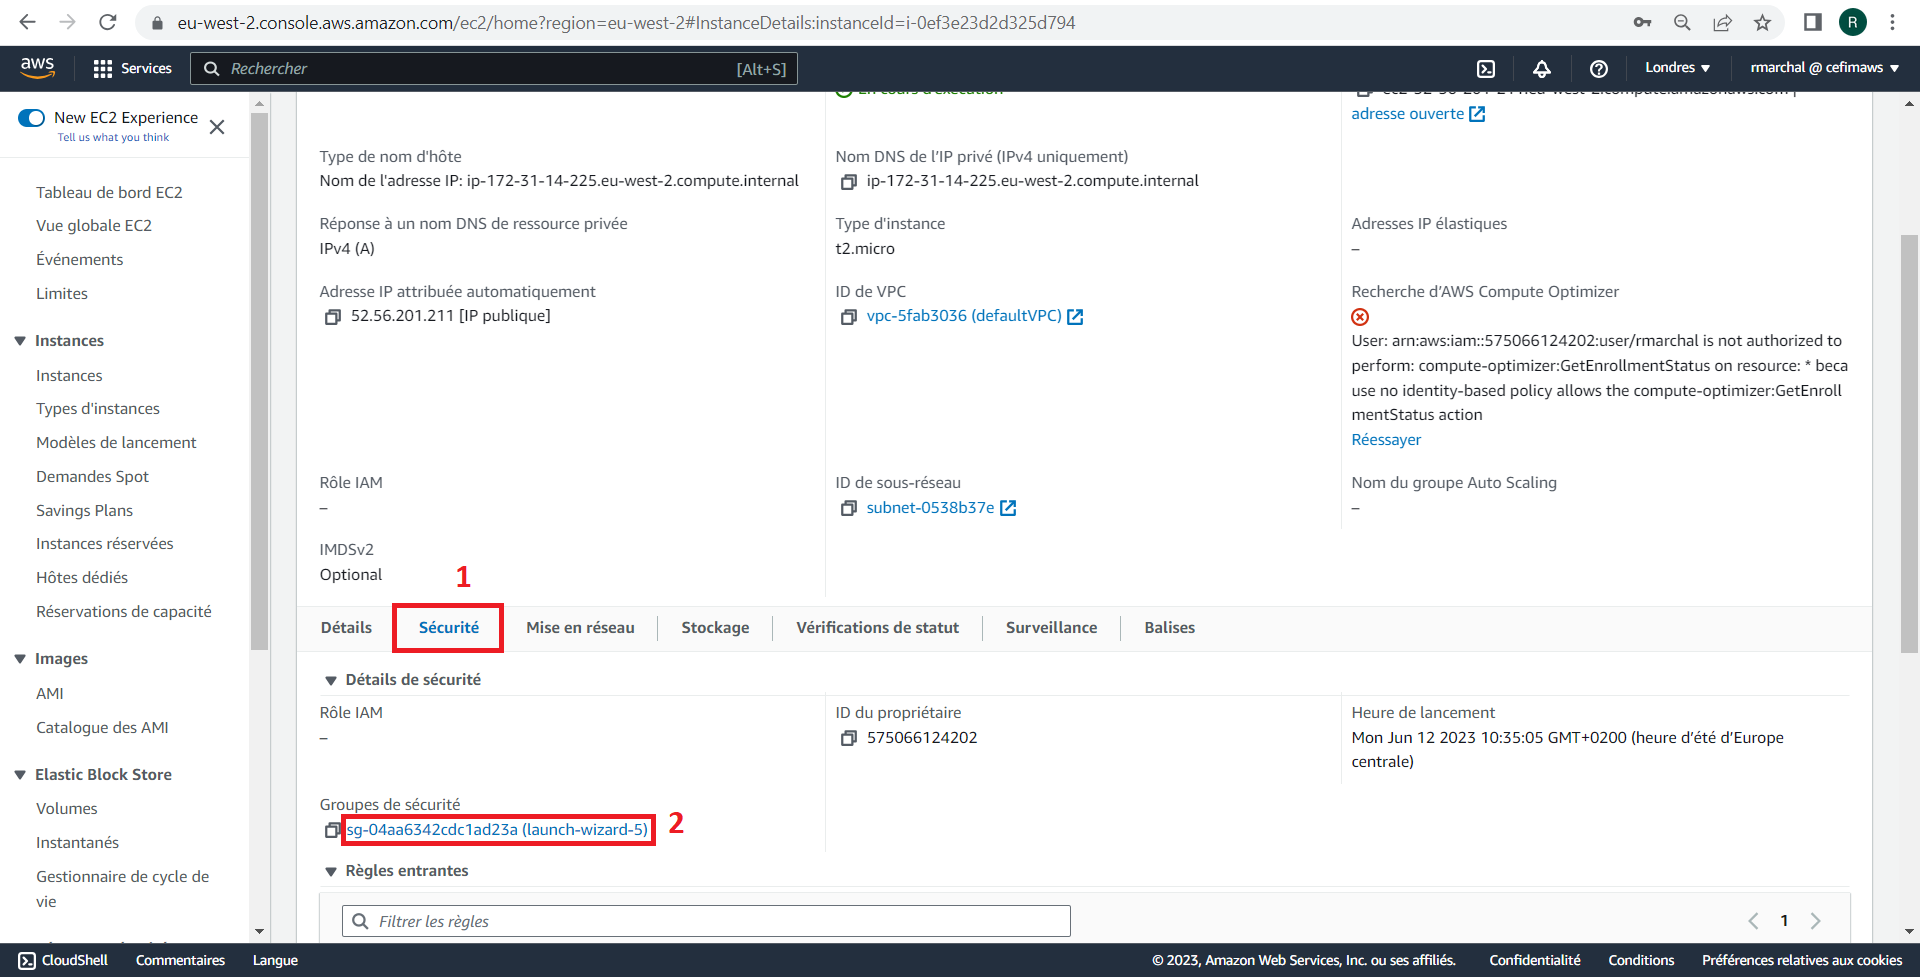 eu-west-2.console.aws.amazon.com/ec2/home?region=eu-west-2#InstanceDetails:instanceId=i-0ef3e23d2d325d794
R
aws
Services
Rechercher
[Alt+S]
Londres ▼
rmarchal @ cefimaws ▼
New EC2 Experience
Tell us what you think
Tableau de bord EC2
Vue globale EC2
Événements
Limites
Instances
Instances
Types d'instances
Modèles de lancement
Demandes Spot
Savings Plans
Instances réservées
Hôtes dédiés
Réservations de capacité
Images
AMI
Catalogue des AMI
Elastic Block Store
Volumes
Instantanés
Gestionnaire de cycle de
vie
En cours d'exécution
adresse ouverte
Type de nom d'hôte
Nom de l'adresse IP: ip-172-31-14-225.eu-west-2.compute.internal
Nom DNS de l'IP privé (IPv4 uniquement)
ip-172-31-14-225.eu-west-2.compute.internal
Réponse à un nom DNS de ressource privée
IPv4 (A)
Type d'instance
t2.micro
Adresses IP élastiques
–
Adresse IP attribuée automatiquement
52.56.201.211 [IP publique]
ID de VPC
vpc-5fab3036 (defaultVPC)
Recherche d'AWS Compute Optimizer
User: arn:aws:iam::575066124202:user/rmarchal is not authorized to
perform: compute-optimizer:GetEnrollmentStatus on resource: * beca
use no identity-based policy allows the compute-optimizer:GetEnroll
mentStatus action
Réessayer
Rôle IAM
–
ID de sous-réseau
subnet-0538b37e
Nom du groupe Auto Scaling
–
IMDSv2
Optional
1
Détails
Sécurité
Mise en réseau
Stockage
Vérifications de statut
Surveillance
Balises
Détails de sécurité
Rôle IAM
–
ID du propriétaire
575066124202
Heure de lancement
Mon Jun 12 2023 10:35:05 GMT+0200 (heure d'été d'Europe
centrale)
Groupes de sécurité
sg-04aa6342cdc1ad23a (launch-wizard-5)
2
Règles entrantes
Filtrer les règles
1
CloudShell
Commentaires
Langue
© 2023, Amazon Web Services, Inc. ou ses affiliés.
Confidentialité
Conditions
Préférences relatives aux cookies